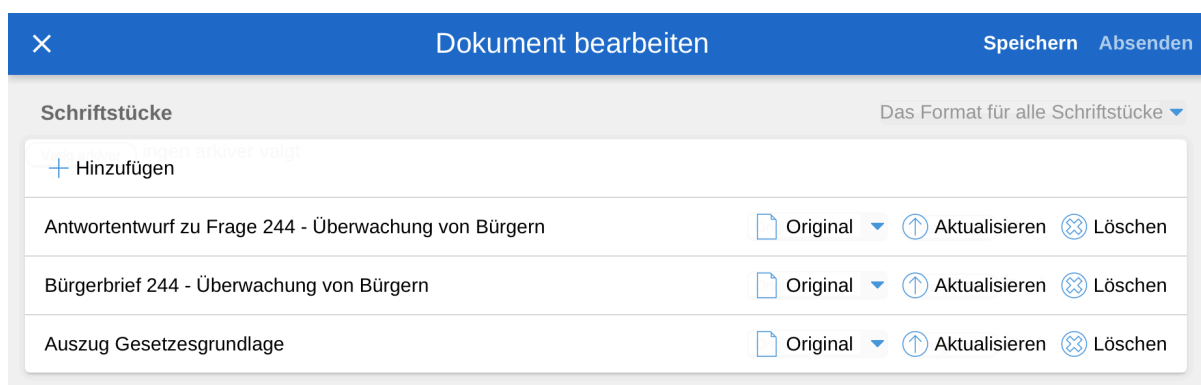 Dokument bearbeiten Speichern Absenden
Schriftstücke Das Format für alle Schriftstücke
Hinzufügen
Antwortentwurf zu Frage 244 - Überwachung von Bürgern Original Aktualisieren Löschen
Bürgerbrief 244 - Überwachung von Bürgern Original Aktualisieren Löschen
Auszug Gesetzesgrundlage Original Aktualisieren Löschen